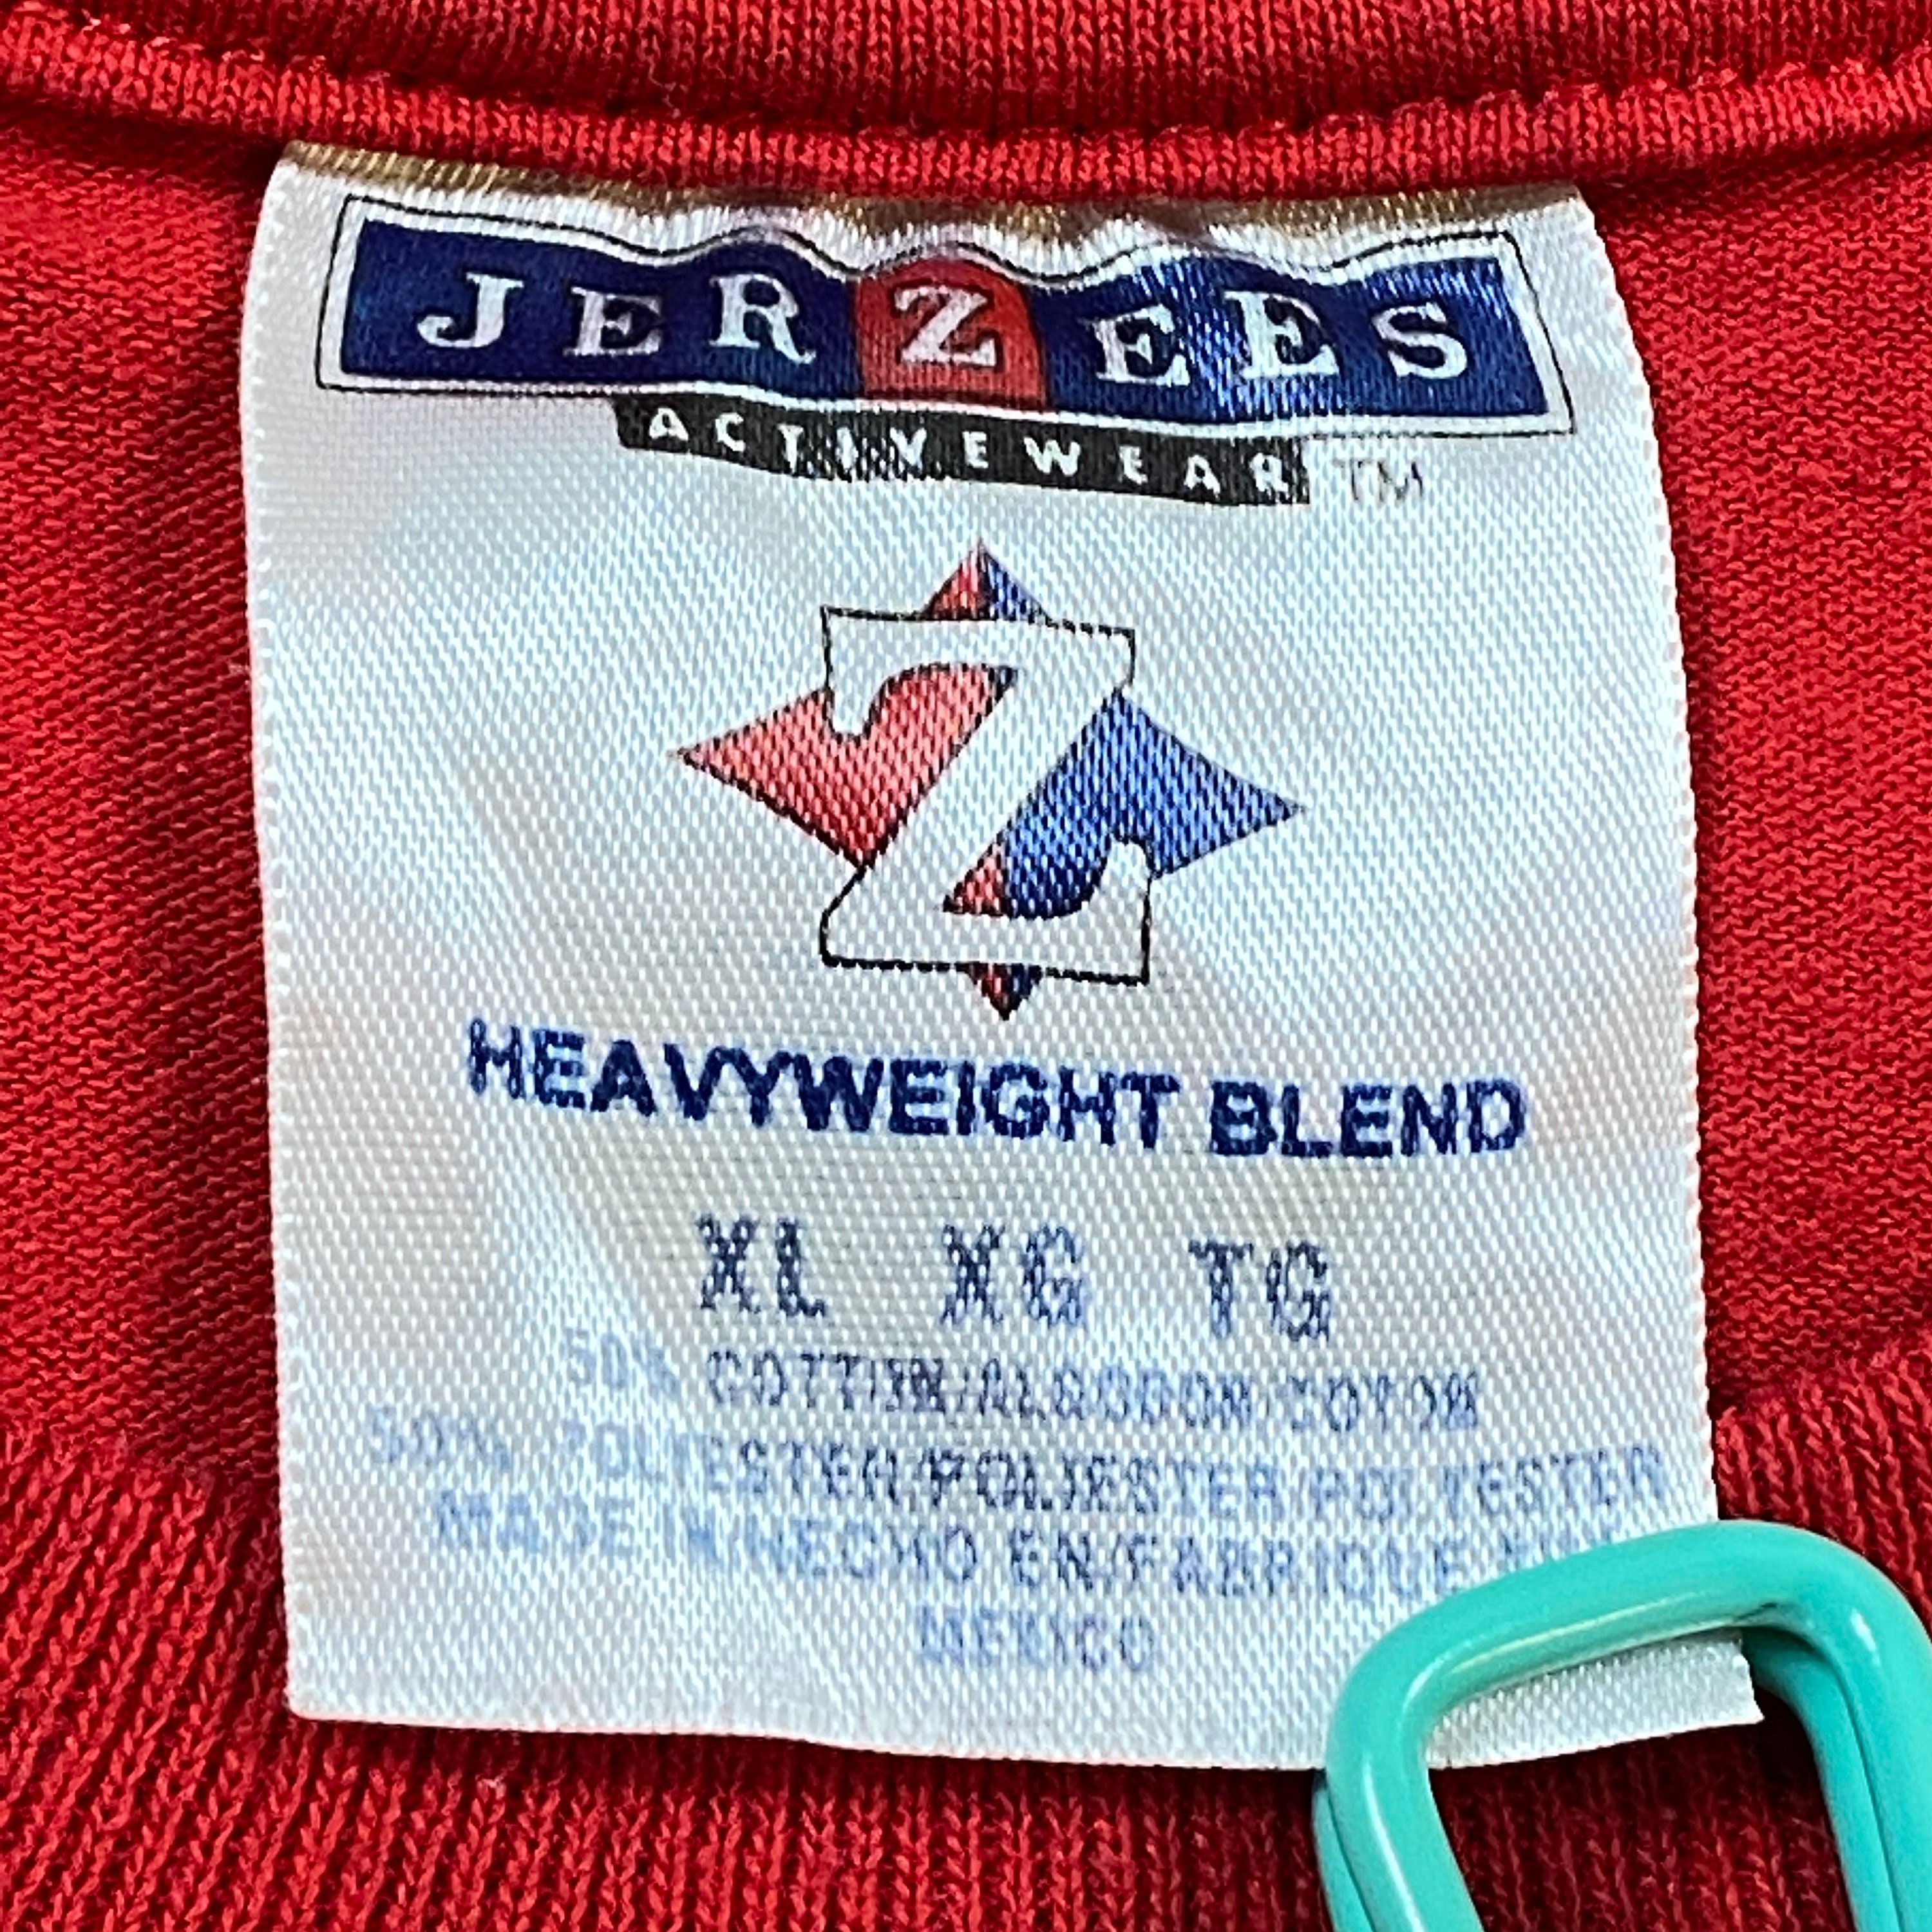 JERZEES
ACTIVEWEAR TM
Z
HEAVYWEIGHT BLEND
XL XG TG
50% COTTON/ALGODON/COTON
50% POLYESTER/POLIESTER/POLYESTER
MADE IN/HECHO EN/FABRIQUE
MEXICO